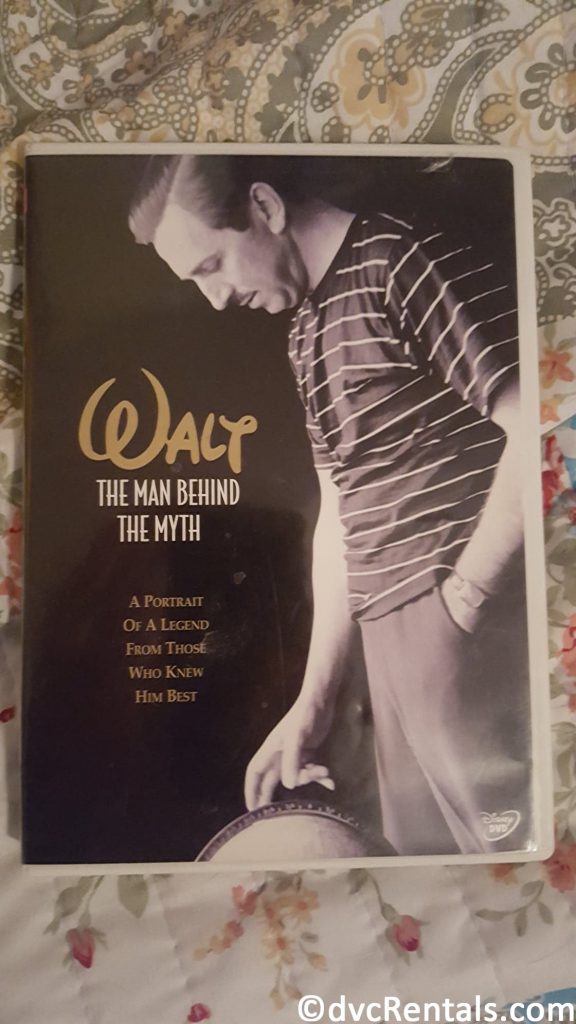 WALT
THE MAN BEHIND
THE MYTH
A PORTRAIT
OF A LEGEND
FROM THOSE
WHO KNEW
HIM BEST
Disney
DVD
©dvcRentals.com